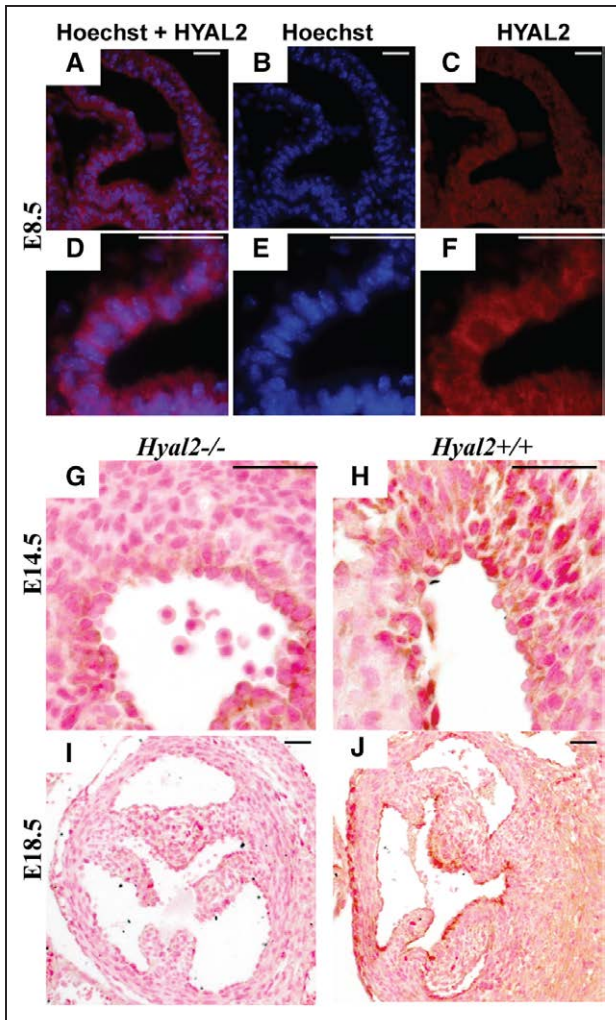 Hoechst + HYAL2 Hoechst HYAL2
A B C
E8.5
D E F
Hyal2-/- Hyal2+/+
G H
E14.5
I J
E18.5